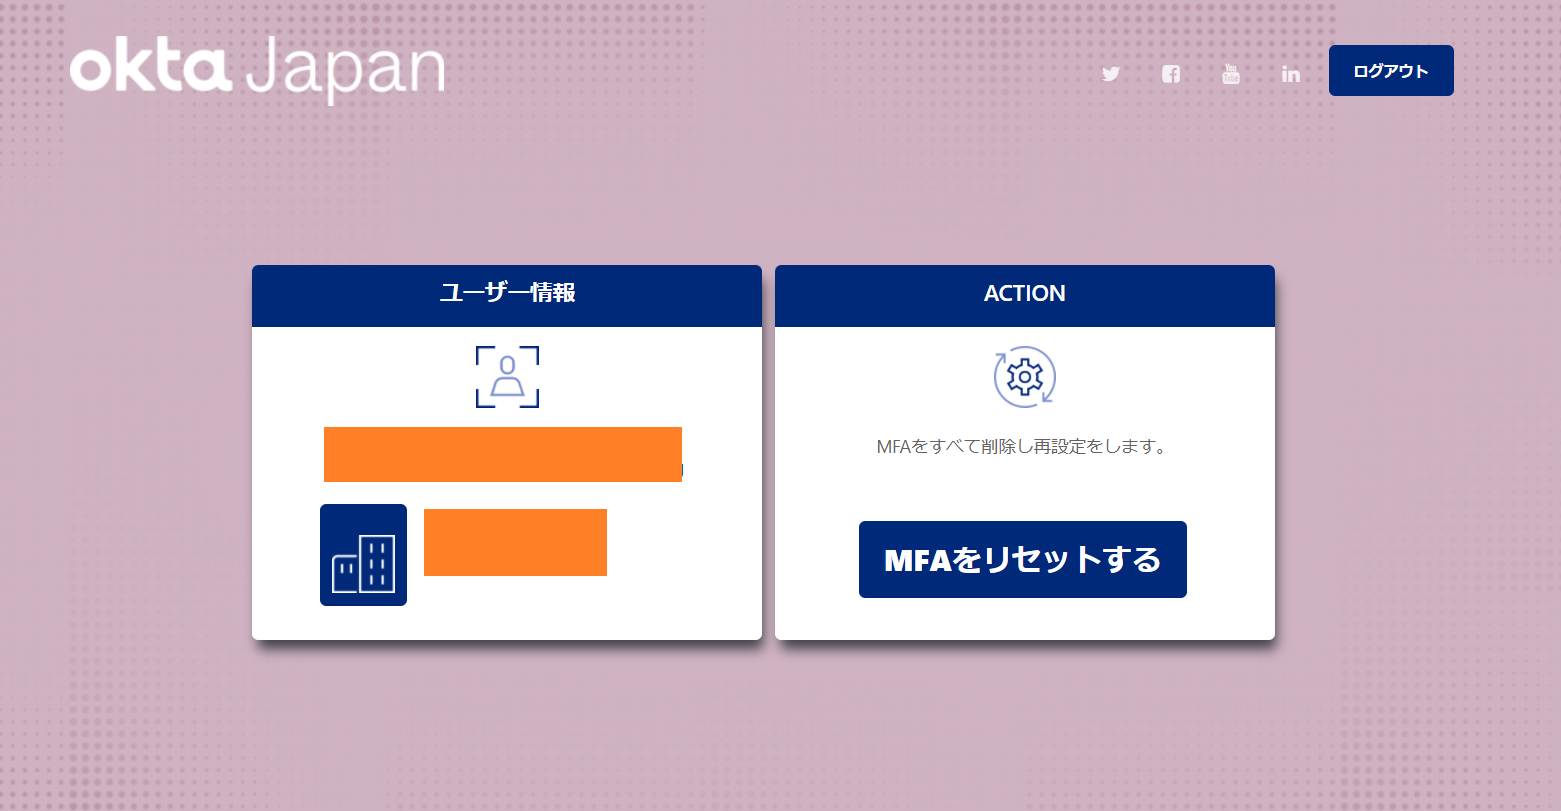 okta Japan
You Tube
ログアウト
ユーザー情報
ACTION
MFAをすべて削除し再設定をします。
MFAをリセットする